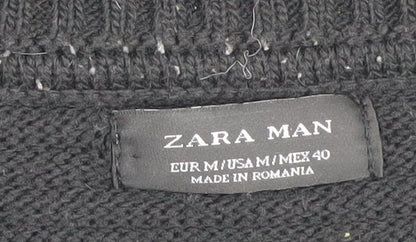 ZARA MAN
EUR M / USA M / MEX 40
MADE IN ROMANIA